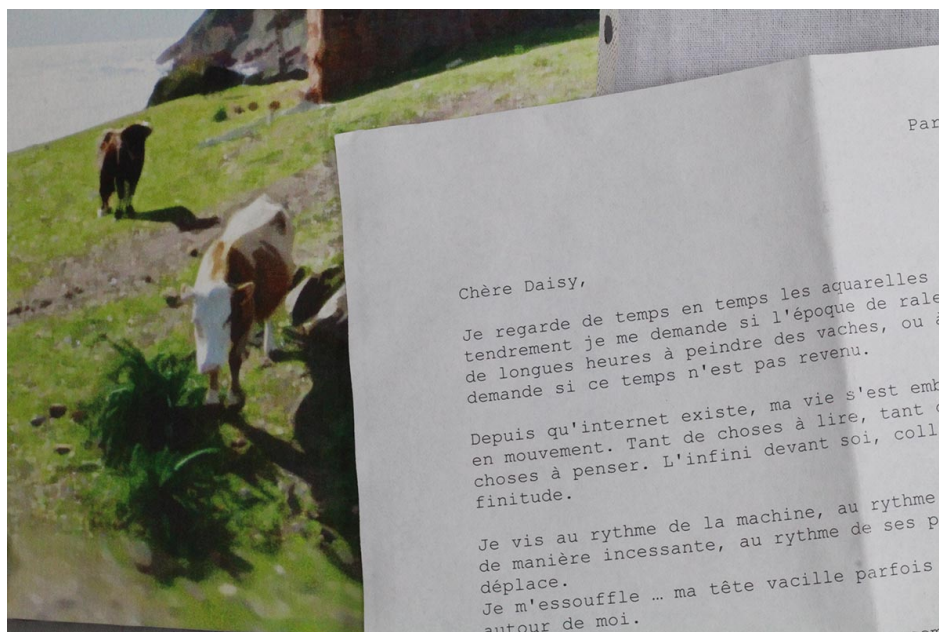 Par
Chère Daisy,
Je regarde de temps en temps les aquarelles
tendrement je me demande si l'époque de rale
de longues heures à peindre des vaches, ou à
demande si ce temps n'est pas revenu.
Depuis qu'internet existe, ma vie s'est emb
en mouvement. Tant de choses à lire, tant
choses à penser. L'infini devant soi, coll
finitude.
Je vis au rythme de la machine, au rythme
de manière incessante, au rythme de ses p
déplace.
Je m'essouffle … ma tête vacille parfois
autour de moi.